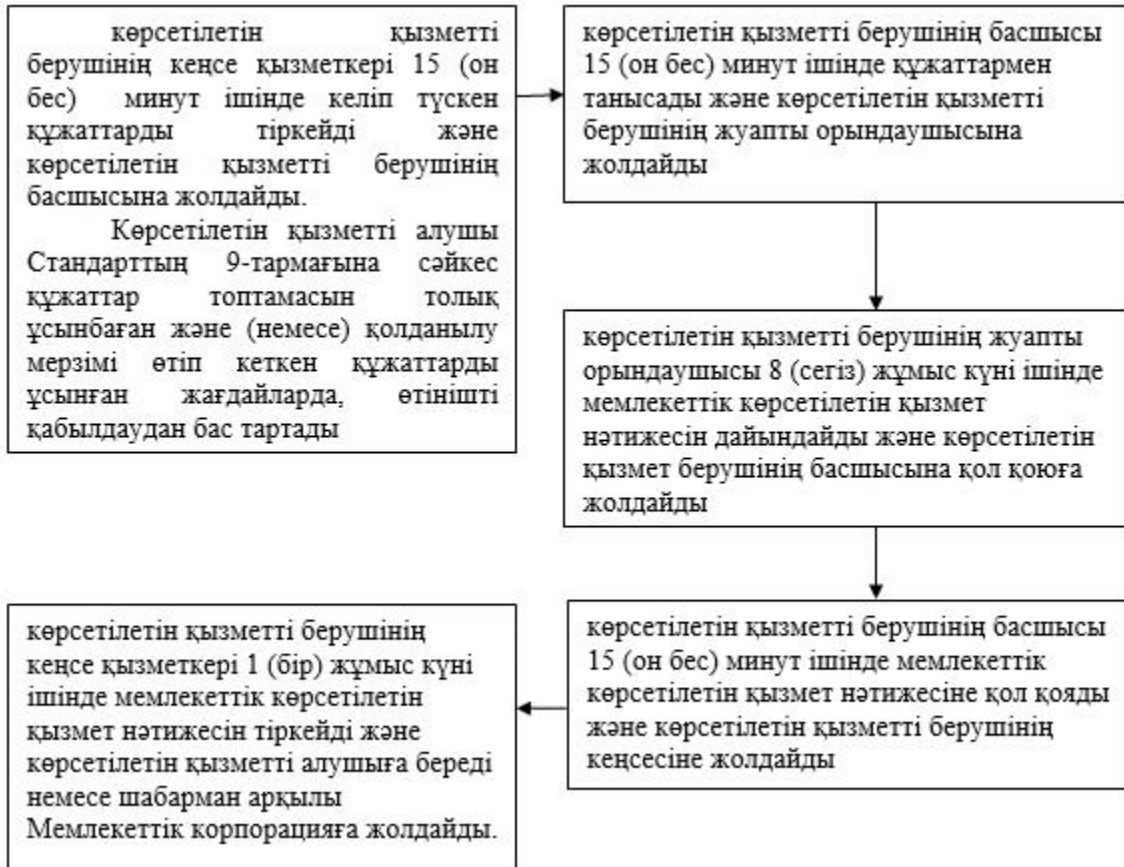 көрсетілетін қызметті
берушінің кеңсе қызметкері 15 (он
бес) минут ішінде келіп түскен
құжаттарды тіркейді және
көрсетілетін қызметті берушінің
басшысына жолдайды.
Көрсетілетін қызметті алушы
Стандарттың 9-тармағына сәйкес
құжаттар топтамасын толық
ұсынбаған және (немесе) қолданылу
мерзімі өтіп кеткен құжаттарды
ұсынған жағдайларда, өтінішті
қабылдаудан бас тартады
көрсетілетін қызметті берушінің басшысы
15 (он бес) минут ішінде құжаттармен
танысады және көрсетілетін қызметті
берушінің жуапты орындаушысына
жолдайды
көрсетілетін қызметті берушінің жуапты
орындаушысы 8 (сегіз) жұмыс күні ішінде
мемлекеттік көрсетілетін қызмет
нәтижесін дайындайды және көрсетілетін
қызмет берушінің басшысына қол қоюға
жолдайды
көрсетілетін қызметті берушінің басшысы
15 (он бес) минут ішінде мемлекеттік
көрсетілетін қызмет нәтижесіне қол қояды
және көрсетілетін қызметті берушінің
кеңсесіне жолдайды
көрсетілетін қызметті берушінің
кеңсе қызметкері 1 (бір) жұмыс күні
ішінде мемлекеттік көрсетілетін
қызмет нәтижесін тіркейді және
көрсетілетін қызметті алушыға береді
немесе шабарман арқылы
Мемлекеттік корпорацияға жолдайды.